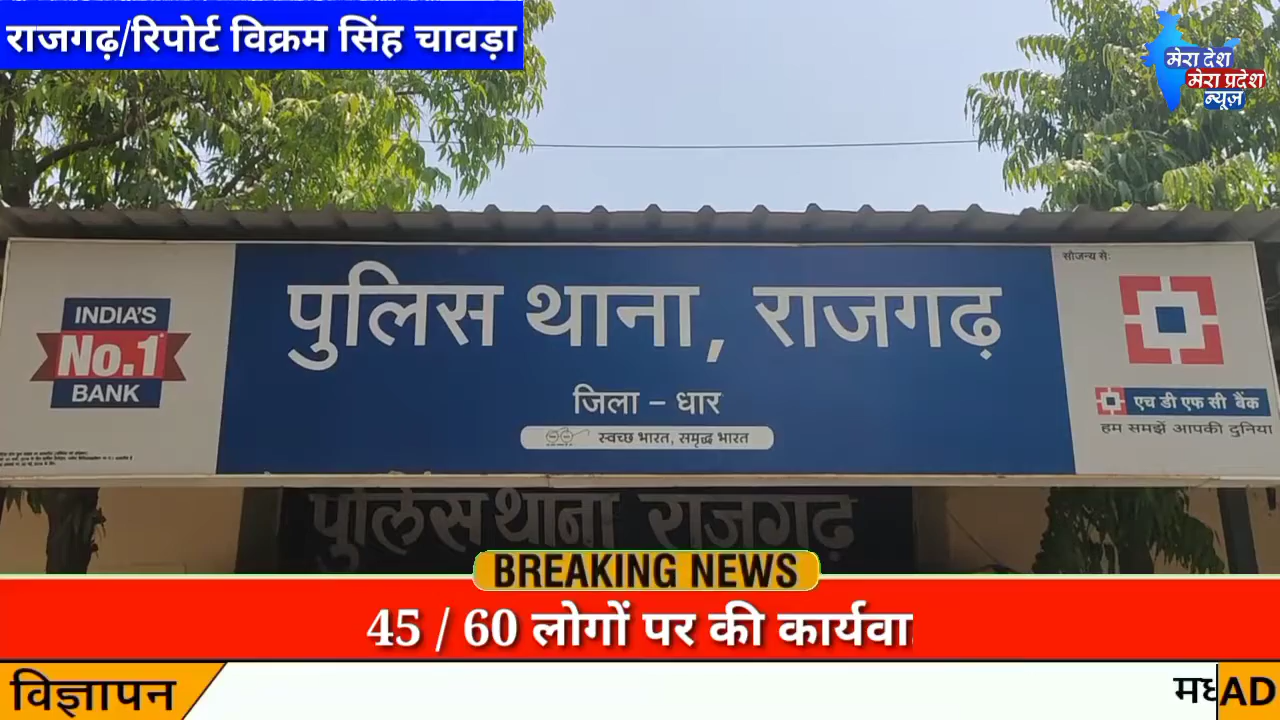 राजगढ़/रिपोर्ट विक्रम सिंह चावड़ा
मेरा देश
मेरा प्रदेश
न्यूज़
सौजन्य से:
INDIA'S
No.1
BANK
पुलिस थाना, राजगढ़
जिला – धार
स्वच्छ भारत, समृद्ध भारत
एच डी एफ सी बैंक
हम समझें आपकी दुनिया
पुलिस थाना राजगढ़
BREAKING NEWS
45 / 60 लोगों पर की कार्यवा
विज्ञापन
AD